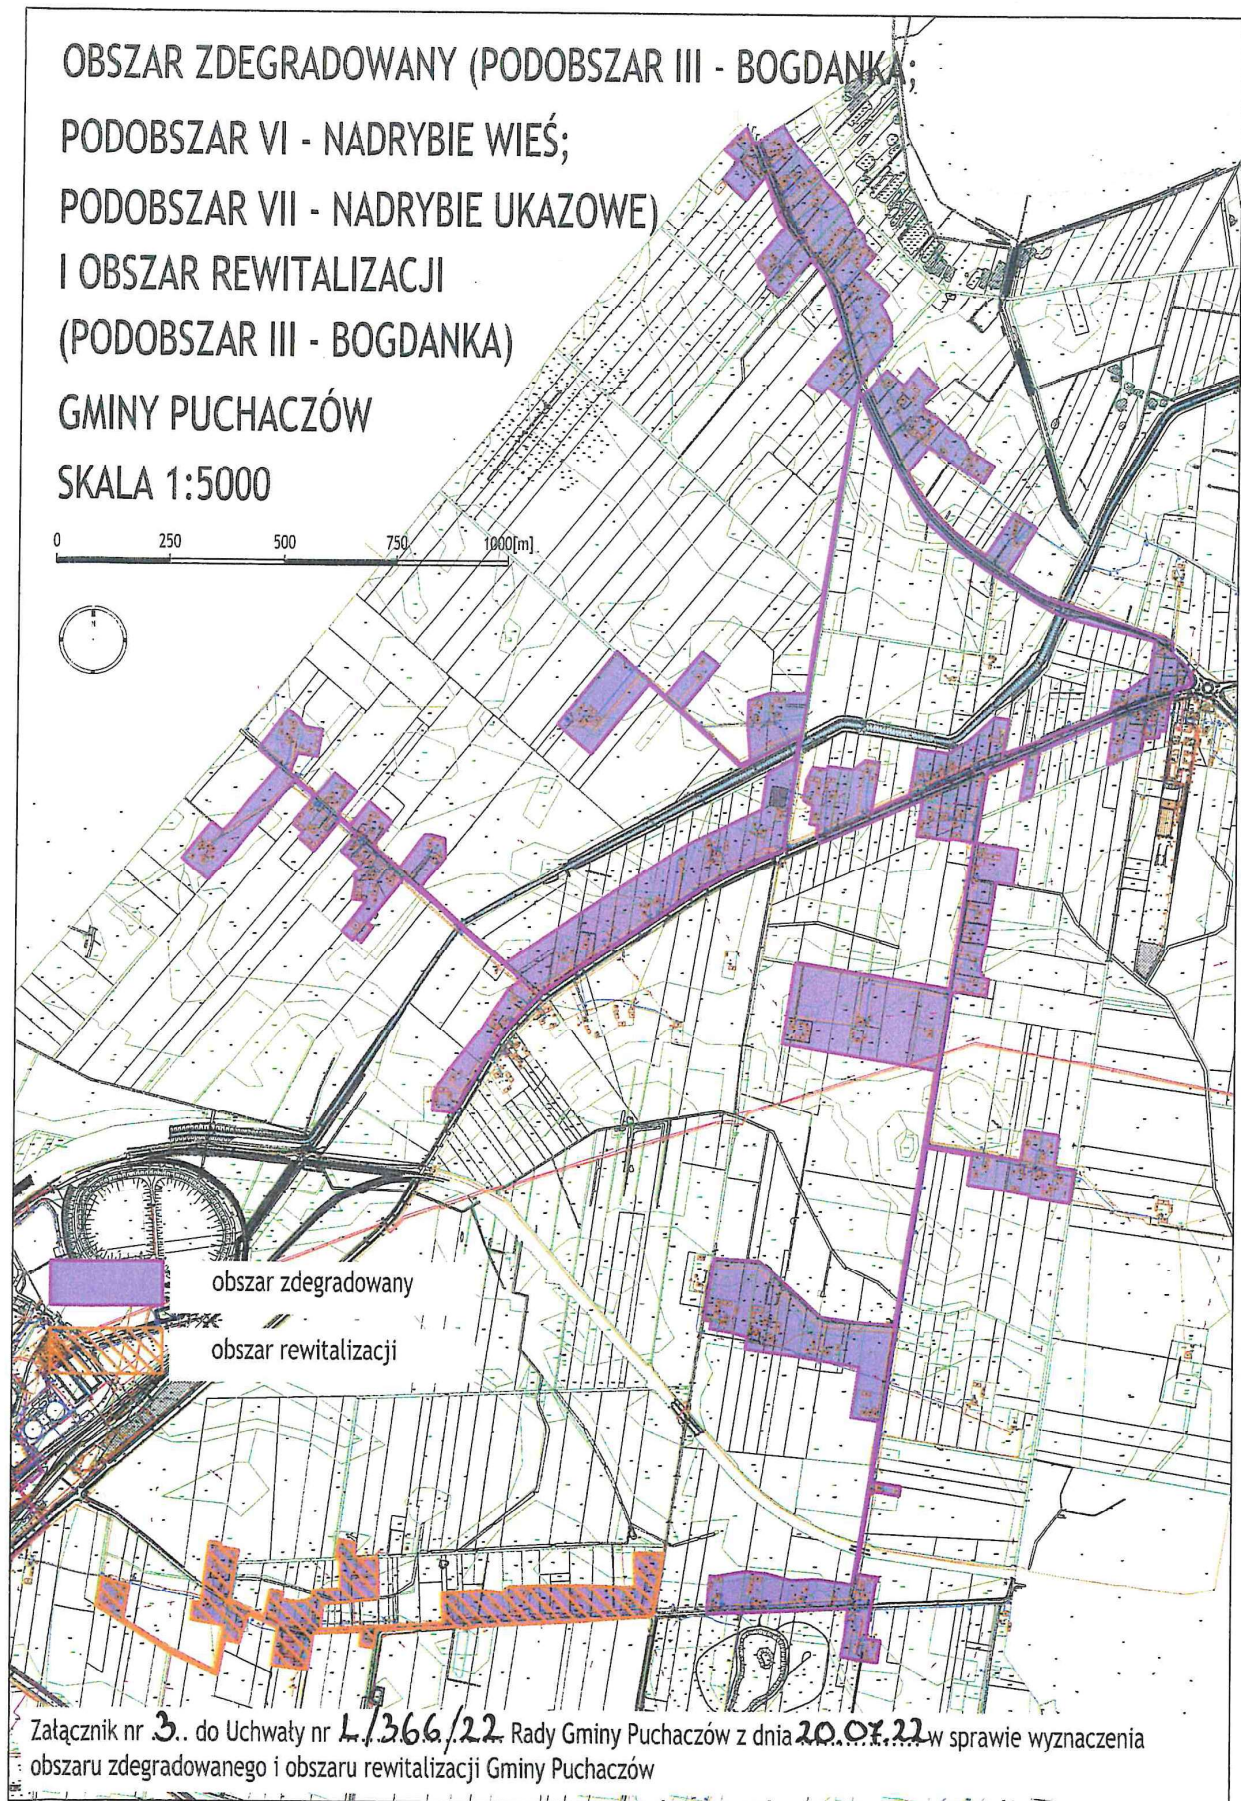 OBSZAR ZDEGRADOWANY (PODOBSZAR III - BOGDANKA;
PODOBSZAR VI - NADRYBIE WIEŚ;
PODOBSZAR VII - NADRYBIE UKAZOWE)
I OBSZAR REWITALIZACJI
(PODOBSZAR III - BOGDANKA)
GMINY PUCHACZÓW
SKALA 1:5000
0 250 500 750 1000[m]
N
obszar zdegradowany
obszar rewitalizacji
Załącznik nr 3.. do Uchwały nr L/366/22 Rady Gminy Puchaczów z dnia 20.07.22 w sprawie wyznaczenia
obszaru zdegradowanego i obszaru rewitalizacji Gminy Puchaczów